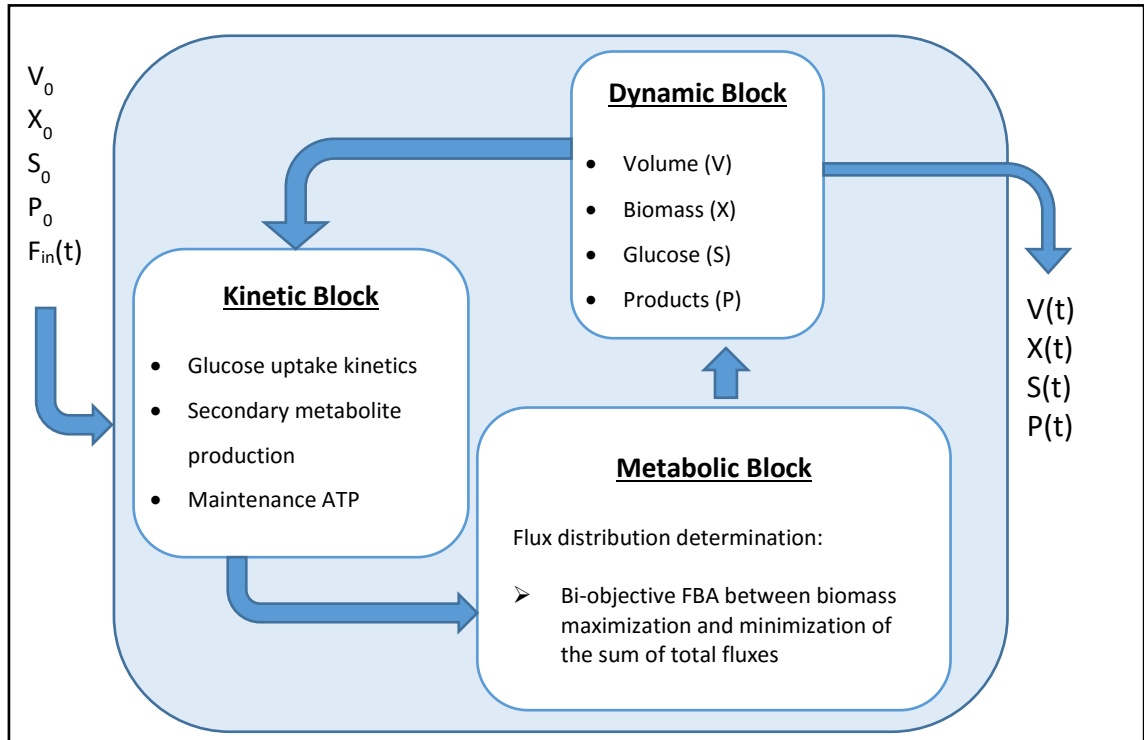 V₀
X₀
S₀
P₀
Fᵢₙ(t)
Dynamic Block
• Volume (V)
• Biomass (X)
• Glucose (S)
• Products (P)
Kinetic Block
• Glucose uptake kinetics
• Secondary metabolite
production
• Maintenance ATP
Metabolic Block
Flux distribution determination:
➢ Bi-objective FBA between biomass
maximization and minimization of
the sum of total fluxes
V(t)
X(t)
S(t)
P(t)